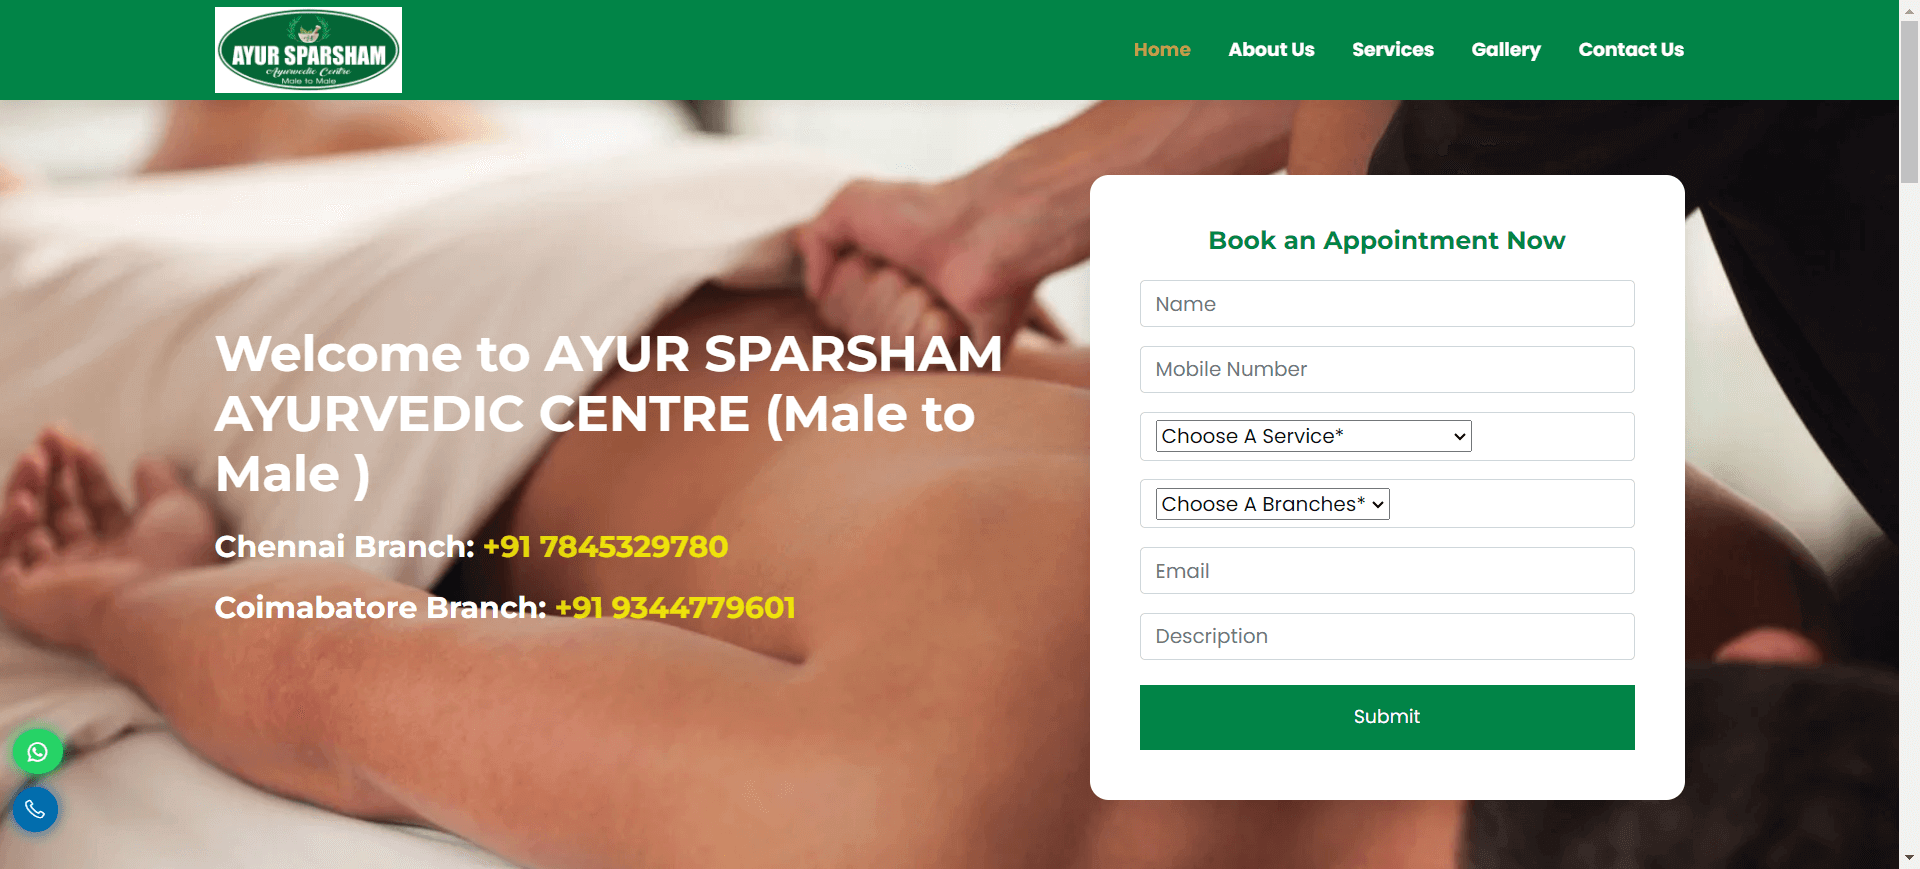 AYUR SPARSHAM
Ayurvedic Centre
Male to Male
Home
About Us
Services
Gallery
Contact Us
Welcome to AYUR SPARSHAM
AYURVEDIC CENTRE (Male to
Male )
Chennai Branch: +91 7845329780
Coimabatore Branch: +91 9344779601
Book an Appointment Now
Name
Mobile Number
Choose A Service*
Choose A Branches*
Email
Description
Submit